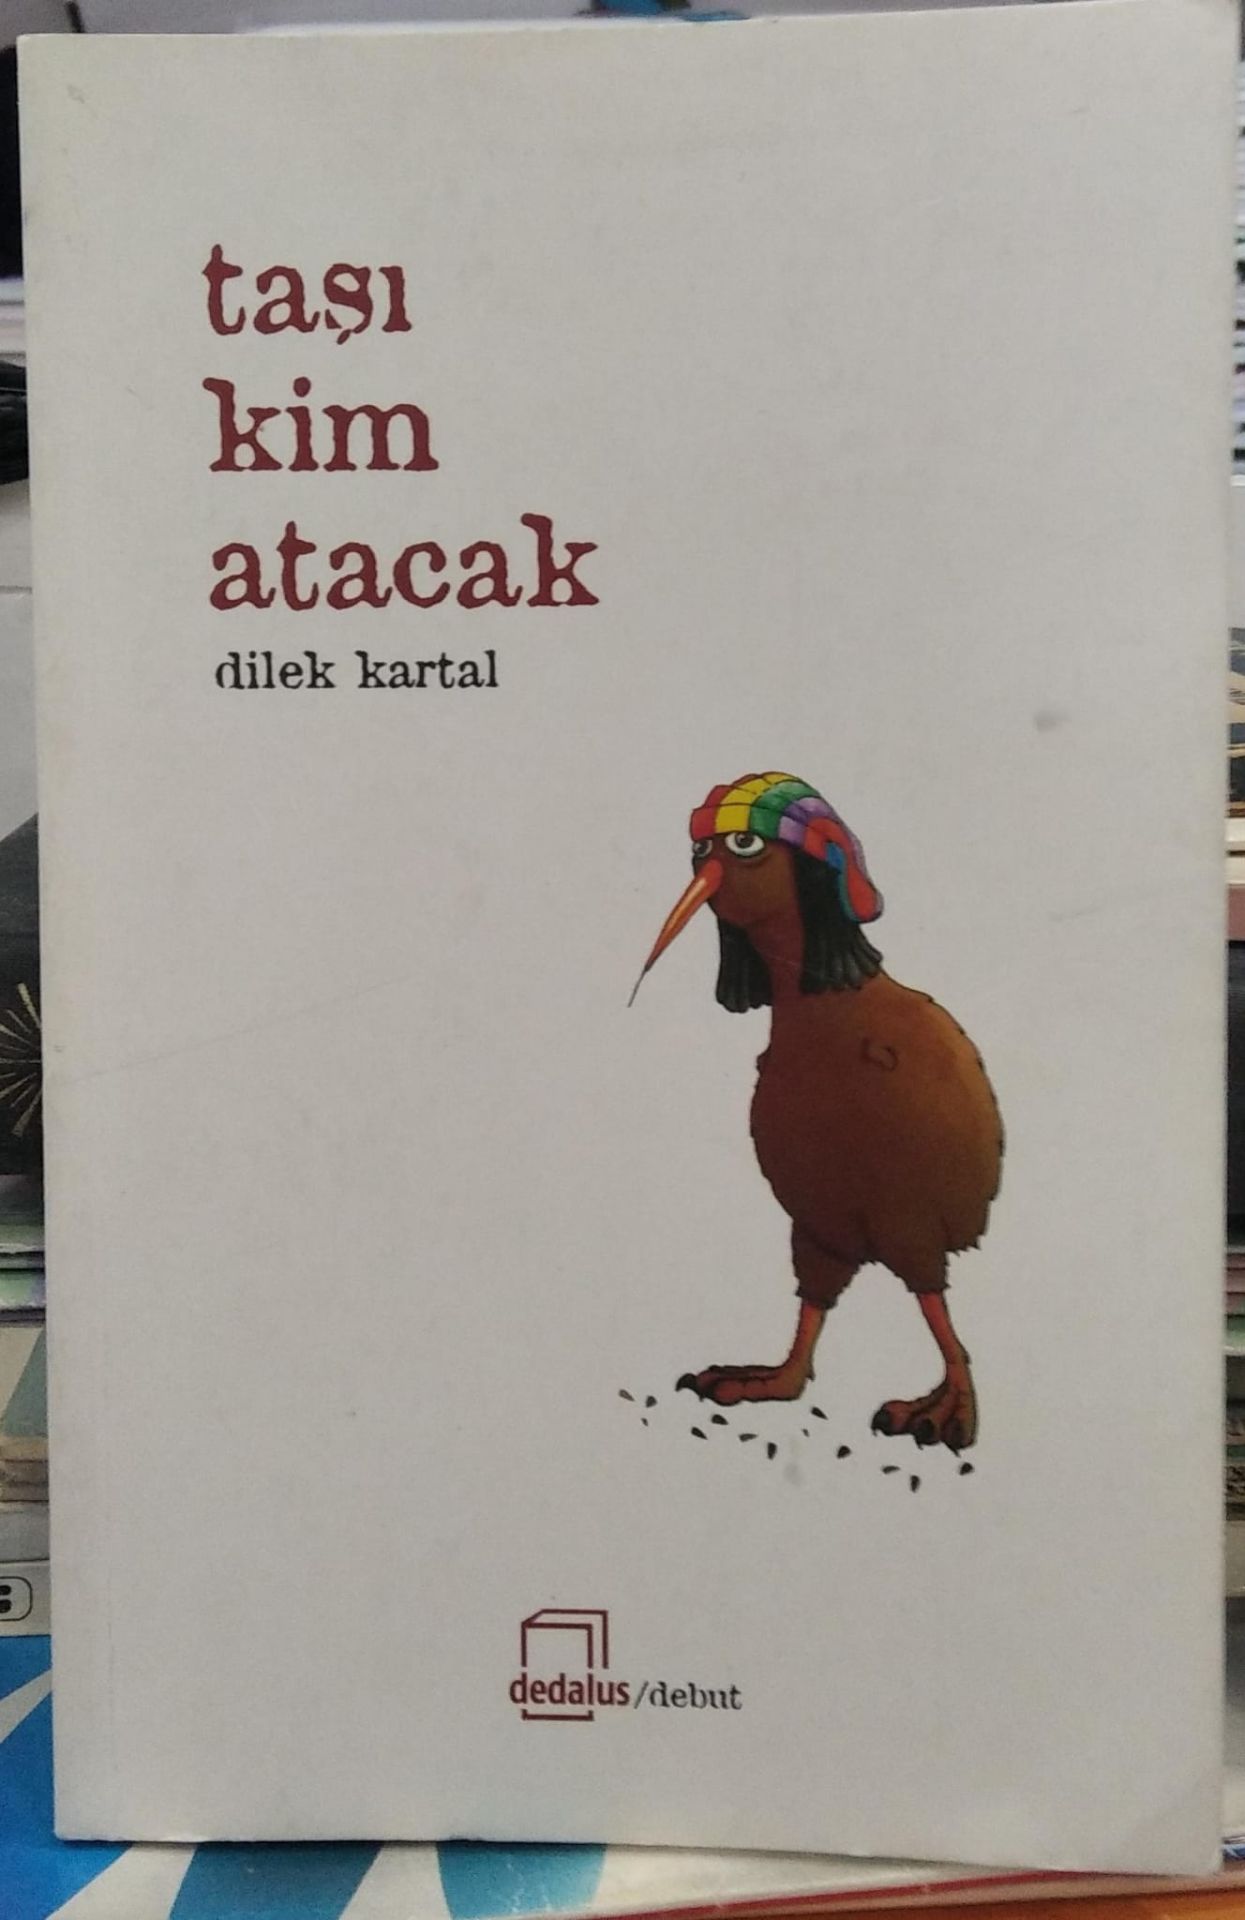 taşı
kim
atacak
dilek kartal
dedalus/debut